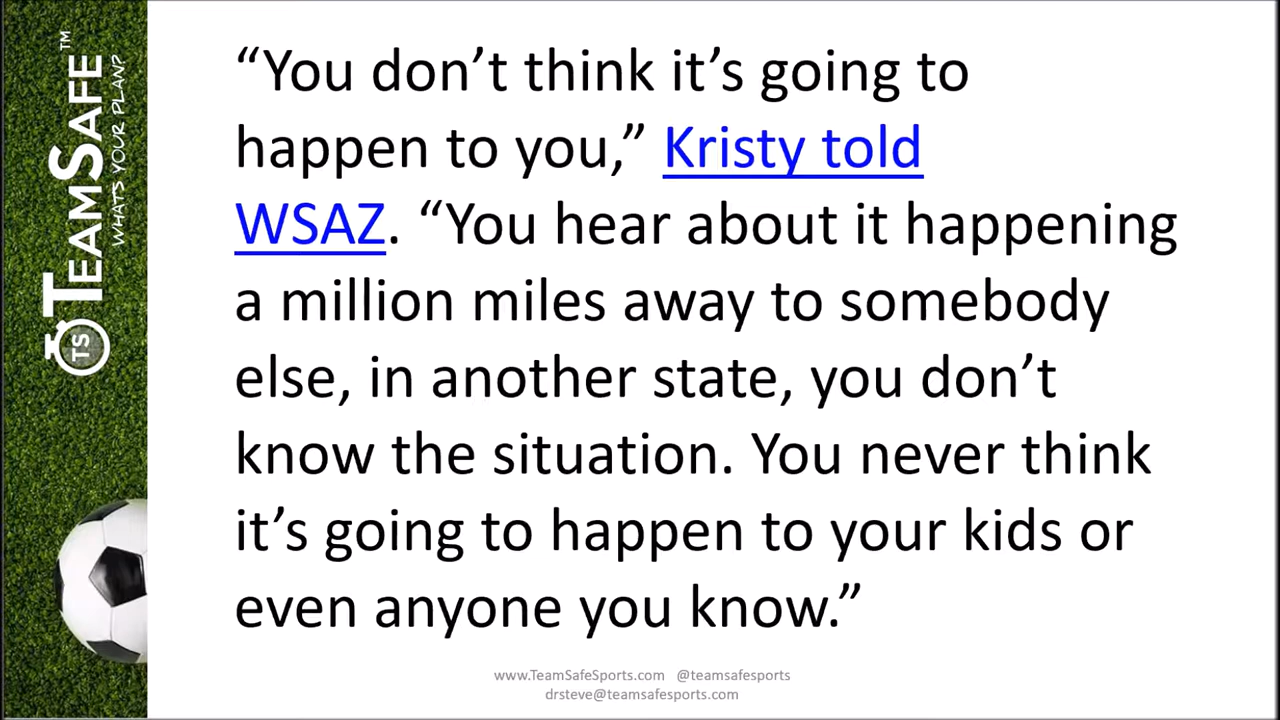 TEAMSAFE™
WHATS YOUR PLAN?
TS
“You don’t think it’s going to
happen to you,” Kristy told
WSAZ. “You hear about it happening
a million miles away to somebody
else, in another state, you don’t
know the situation. You never think
it’s going to happen to your kids or
even anyone you know.”
www.TeamSafeSports.com @teamsafesports
drsteve@teamsafesports.com